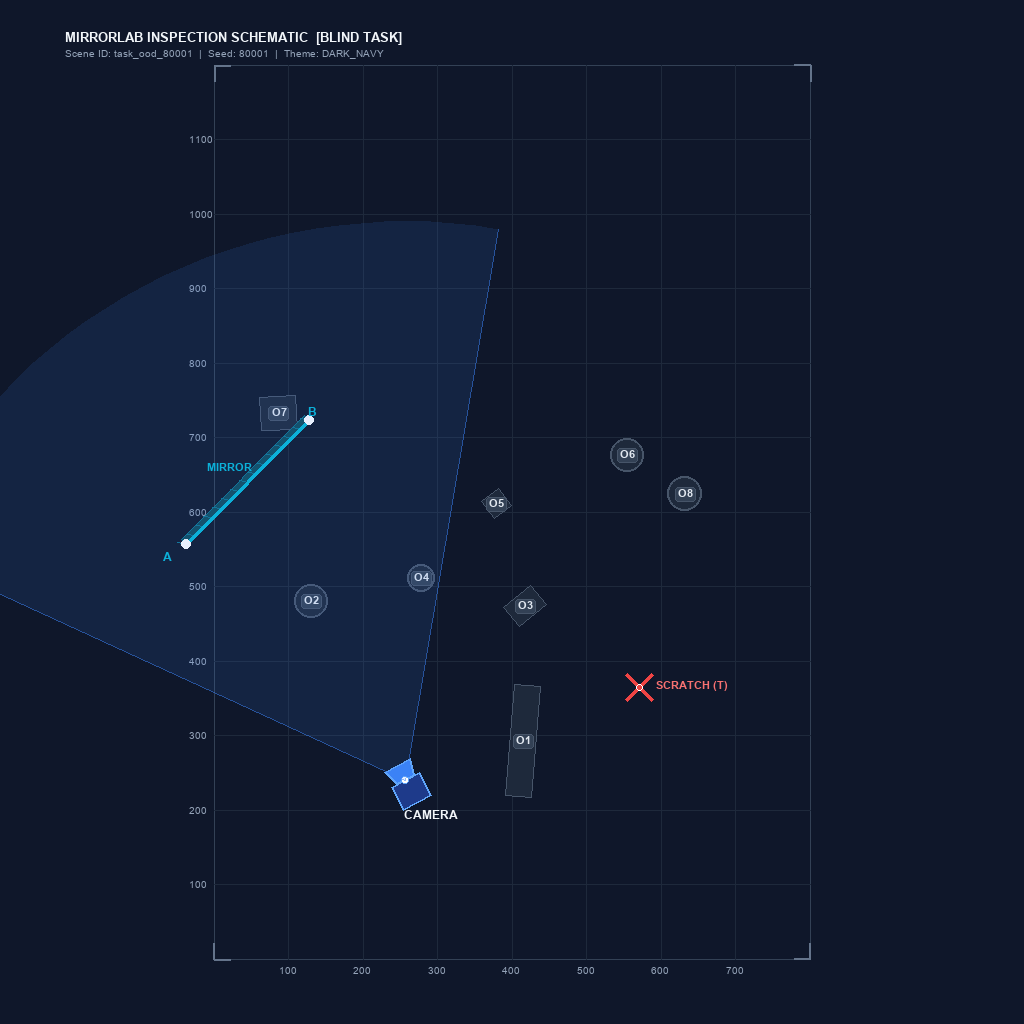 MIRRORLAB INSPECTION SCHEMATIC [BLIND TASK]
Scene ID: task_ood_80001 | Seed: 80001 | Theme: DARK_NAVY
1100
1000
900
800
O7
B
700
O6
MIRROR
O8
600
O5
A
500
O4
O2
O3
400
SCRATCH (T)
300
O1
200
CAMERA
100
100 200 300 400 500 600 700